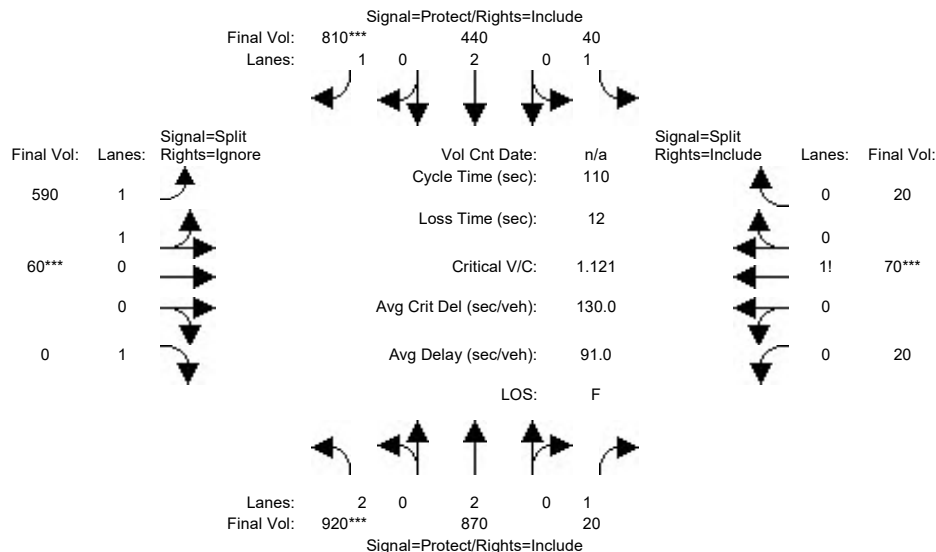 Signal=Protect/Rights=Include
Final Vol: 810*** 440 40
Lanes: 1 0 2 0 1
Signal=Split
Final Vol: Lanes: Rights=Ignore
Vol Cnt Date: n/a
Signal=Split
Rights=Include Lanes: Final Vol:
Cycle Time (sec): 110
590 1
0 20
Loss Time (sec): 12
1
0
60*** 0
Critical V/C: 1.121
1! 70***
0
Avg Crit Del (sec/veh): 130.0
0
0 1
Avg Delay (sec/veh): 91.0
0 20
LOS: F
Lanes: 2 0 2 0 1
Final Vol: 920*** 870 20
Signal=Protect/Rights=Include